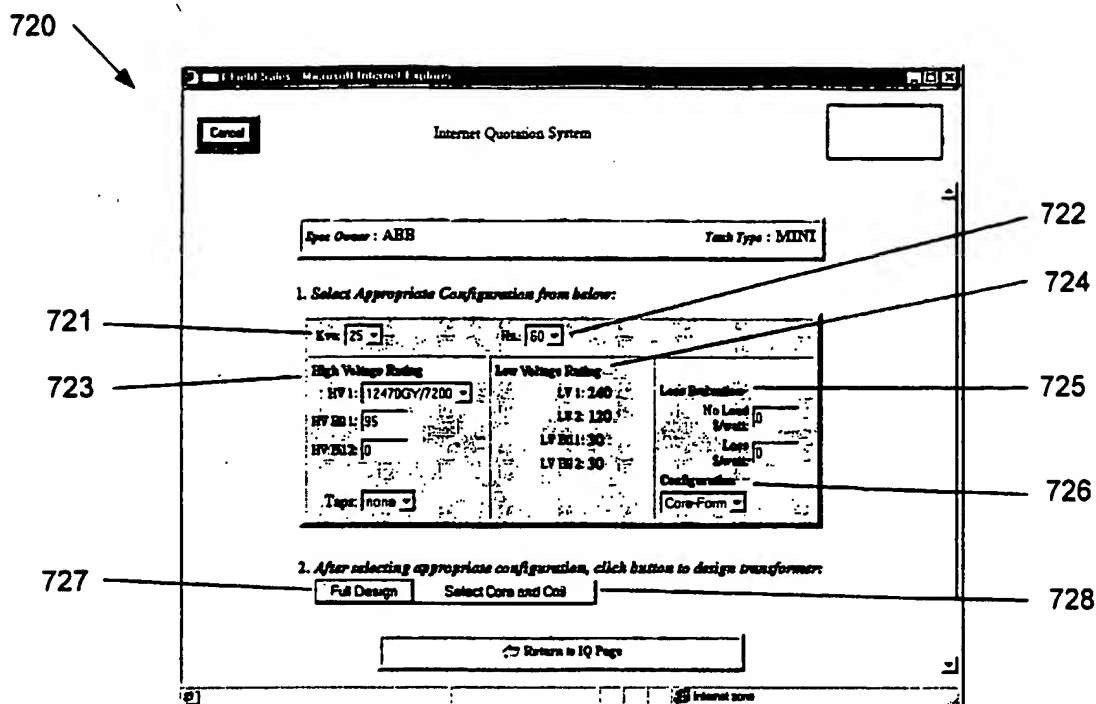 720
Field Sales - Microsoft Internet Explorer
Cancel
Internet Quotation System
Spec Owner : ABB
Tank Type : MINI
722
724
1. Select Appropriate Configuration from below:
721
Kva: 25
Hz.: 60
723
High Voltage Rating
Low Voltage Rating
HV 1: 12470GY/7200
LV 1: 240
Loss Evaluation
725
HV Bil 1: 95
LV 2: 120
No Load $/watt: 0
HV Bil 2: 0
LV Bil 1: 30
Loss $/watt: 0
LV Bil 2: 30
Configuration
726
Taps: none
Core-Form
2. After selecting appropriate configuration, click button to design transformer:
727
Full Design
Select Core and Coil
728
Return to IQ Page
Internet zone